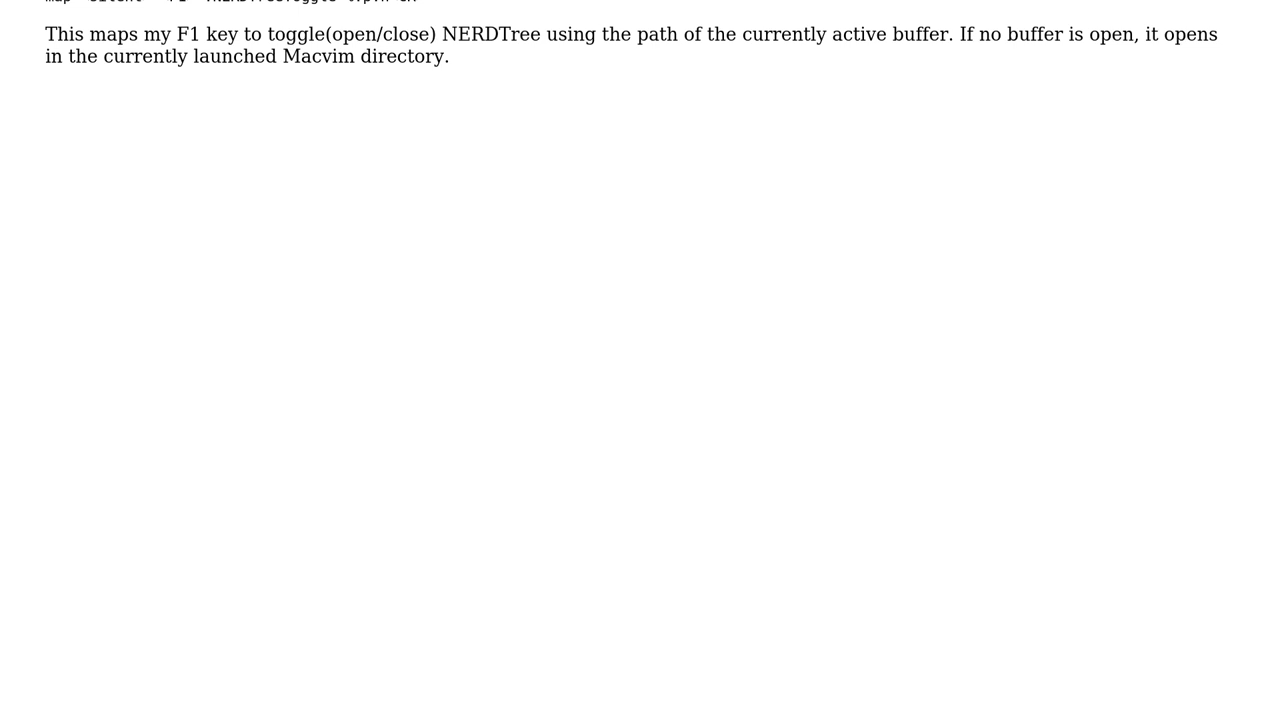 This maps my F1 key to toggle(open/close) NERDTree using the path of the currently active buffer. If no buffer is open, it opens
in the currently launched Macvim directory.